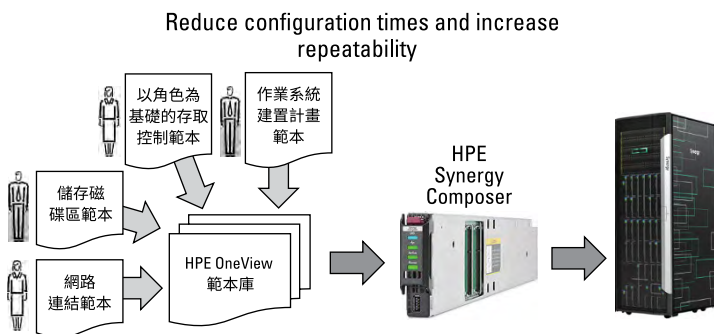 Reduce configuration times and increase
repeatability
以角色為
基礎的存取
控制範本
作業系統
建置計畫
範本
儲存磁
碟區範本
網路
連結範本
HPE OneView
範本庫
HPE
Synergy
Composer